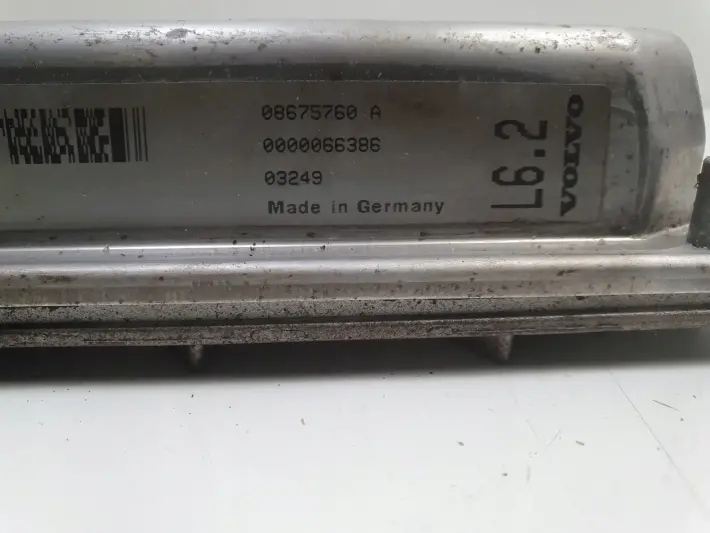 08675760 A
0000066386
03249
Made in Germany
L6.2
VOLVO